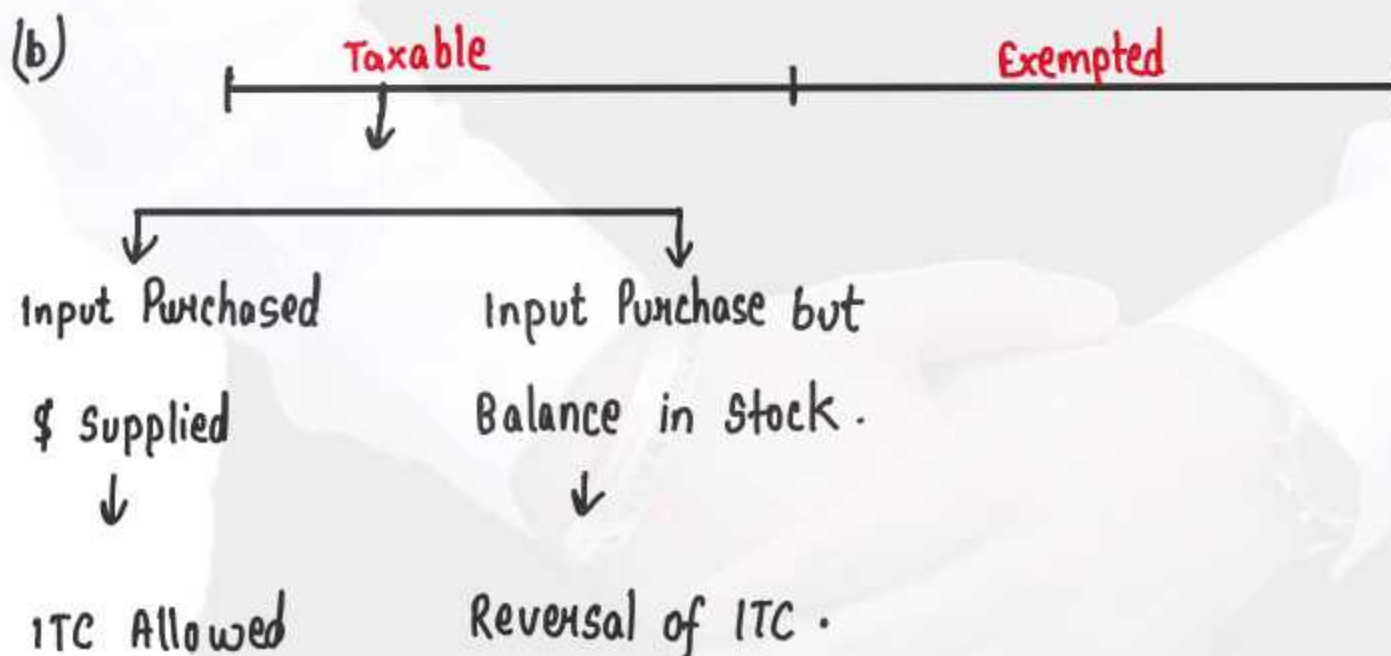 (b)
Taxable Exempted
Input Purchased Input Purchase but
$ Supplied Balance in Stock.
ITC Allowed Reversal of ITC.